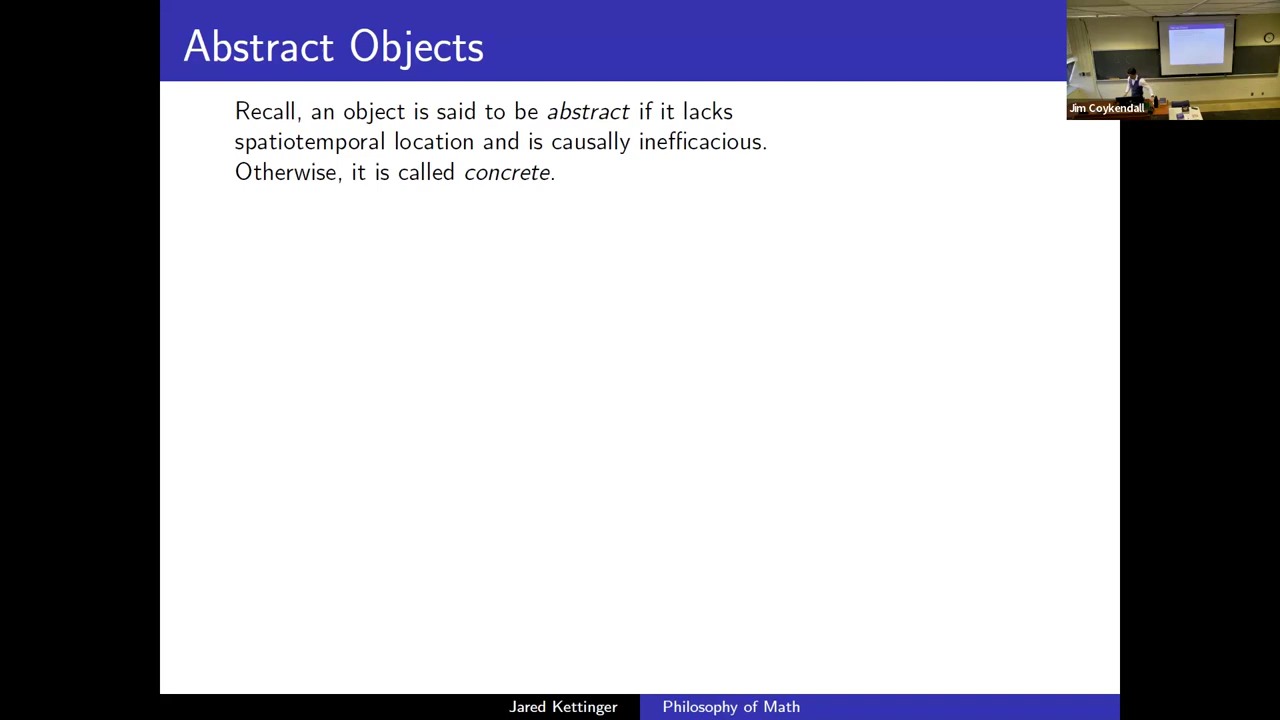 Abstract Objects
Recall, an object is said to be abstract if it lacks
spatiotemporal location and is causally inefficacious.
Otherwise, it is called concrete.
Jim Coykendall
Jared Kettinger
Philosophy of Math